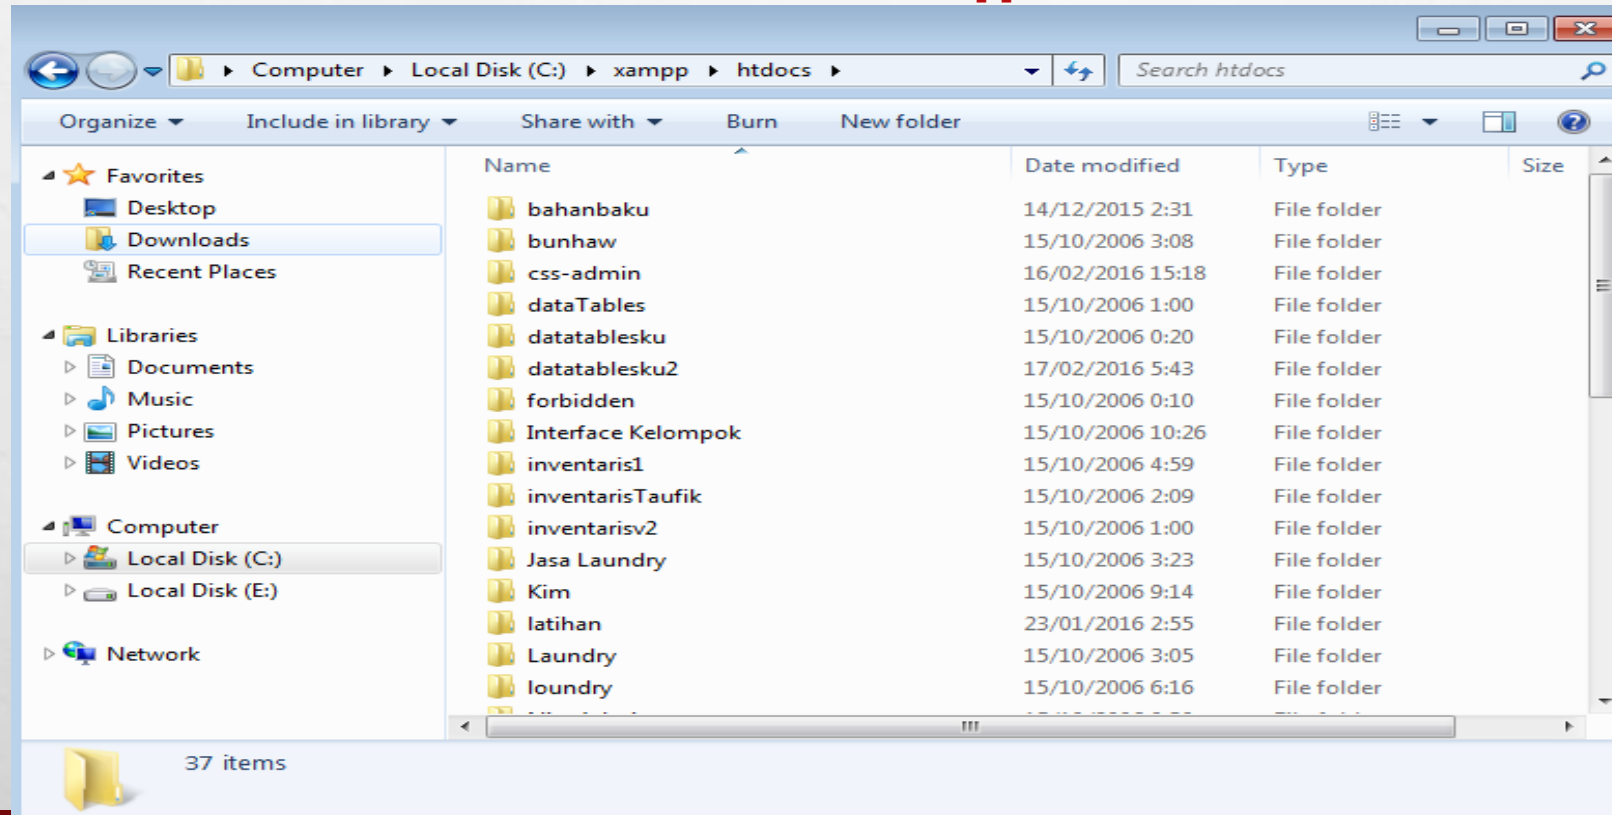 Computer Local Disk (C:) xampp htdocs Search htdocs
Organize Include in library Share with Burn New folder
Name Date modified Type Size
Favorites
Desktop
Downloads
Recent Places
Libraries
Documents
Music
Pictures
Videos
Computer
Local Disk (C:)
Local Disk (E:)
Network
bahanbaku 14/12/2015 2:31 File folder
bunhaw 15/10/2006 3:08 File folder
css-admin 16/02/2016 15:18 File folder
dataTables 15/10/2006 1:00 File folder
datatablesku 15/10/2006 0:20 File folder
datatablesku2 17/02/2016 5:43 File folder
forbidden 15/10/2006 0:10 File folder
Interface Kelompok 15/10/2006 10:26 File folder
inventaris1 15/10/2006 4:59 File folder
inventarisTaufik 15/10/2006 2:09 File folder
inventarisv2 15/10/2006 1:00 File folder
Jasa Laundry 15/10/2006 3:23 File folder
Kim 15/10/2006 9:14 File folder
latihan 23/01/2016 2:55 File folder
Laundry 15/10/2006 3:05 File folder
loundry 15/10/2006 6:16 File folder
37 items